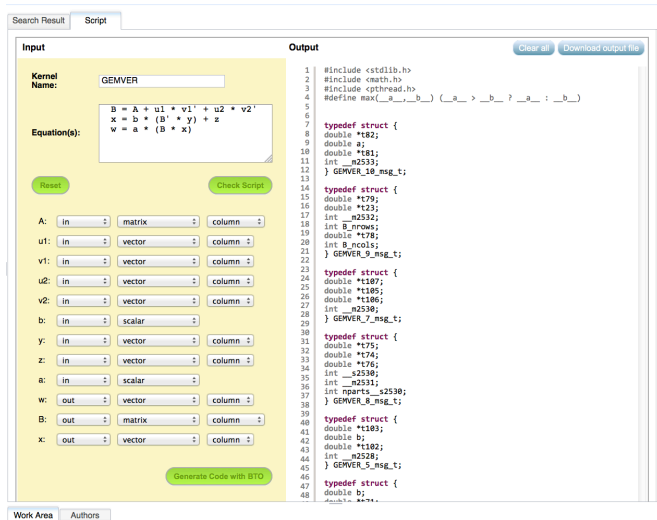 Search Result Script
Input
Kernel Name: GEMVER
Equation(s):
B = A + u1 * v1' + u2 * v2'
x = b * (B' * y) + z
w = a * (B * x)
Reset Check Script
A: in matrix column
u1: in vector column
v1: in vector column
u2: in vector column
v2: in vector column
b: in scalar
y: in vector column
z: in vector column
a: in scalar
w: out vector column
B: out matrix column
x: out vector column
Generate Code with BTO
Output Clear all Download output file
1 #include <stdlib.h>
2 #include <math.h>
3 #include <pthread.h>
4 #define max(__a__,__b__) (__a__ > __b__ ? __a__ : __b__)
5
6
7 typedef struct {
8 double *t82;
9 double a;
10 double *t81;
11 int __m2533;
12 } GEMVER_10_msg_t;
13
14 typedef struct {
15 double *t79;
16 double *t23;
17 int __m2532;
18 int B_nrows;
19 double *t78;
20 int B_ncols;
21 } GEMVER_9_msg_t;
22
23 typedef struct {
24 double *t107;
25 double *t105;
26 double *t106;
27 int __m2530;
28 } GEMVER_7_msg_t;
29
30 typedef struct {
31 double *t75;
32 double *t74;
33 double *t76;
34 int __s2530;
35 int __m2531;
36 int nparts__s2530;
37 } GEMVER_8_msg_t;
38
39 typedef struct {
40 double *t103;
41 double b;
42 double *t102;
43 int __m2528;
44 } GEMVER_5_msg_t;
45
46 typedef struct {
47 double b;
48 double *t71;
Work Area Authors